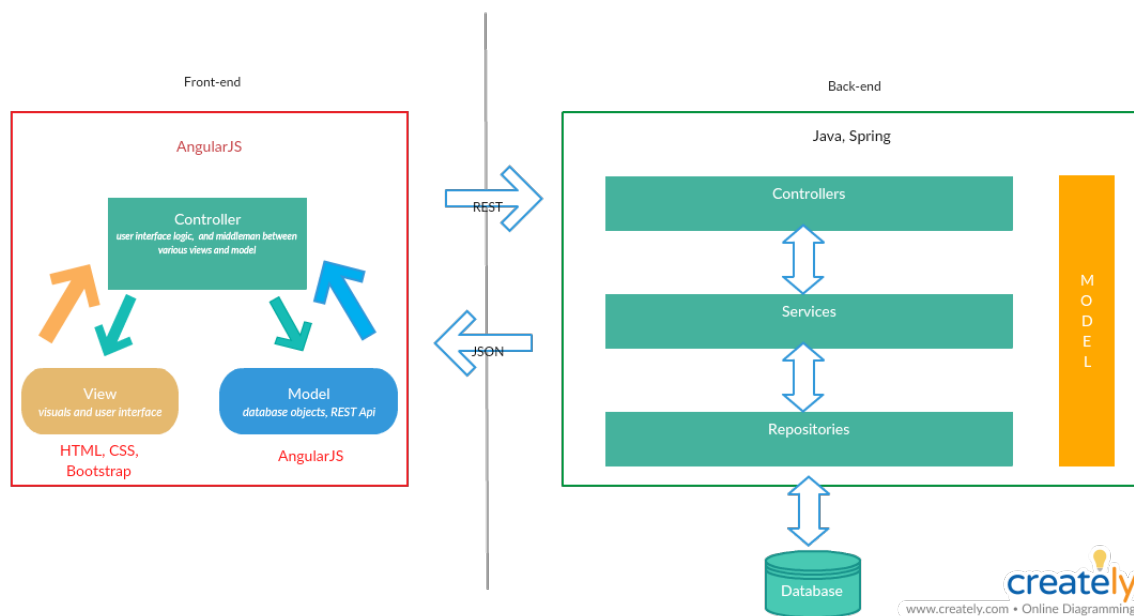 Front-end
AngularJS
Controller
user interface logic, and middleman between
various views and model
View
visuals and user interface
HTML, CSS,
Bootstrap
Model
database objects, REST Api
AngularJS
REST
JSON
Back-end
Java, Spring
Controllers
Services
Repositories
M
O
D
E
L
Database
creately
www.creately.com • Online Diagramming